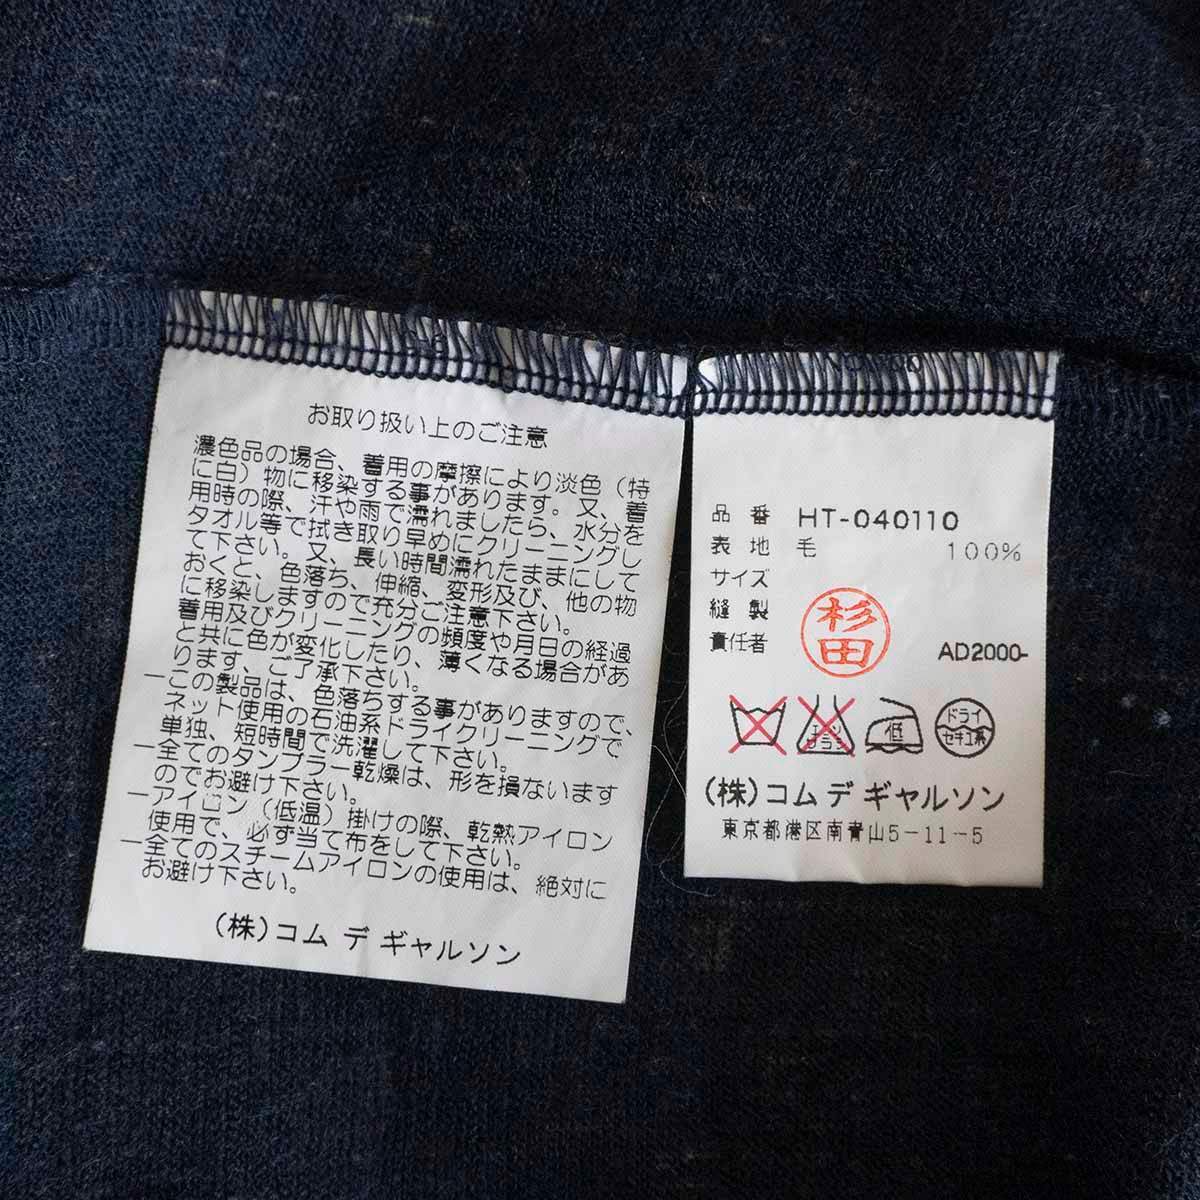 お取り扱い上のご注意
濃色品の場合、着用の摩擦により淡色（特
に白）物に移染する事があります。又、着
用時の際、汗や雨で濡れましたら、水分を
タオル等で拭き取り早めにクリーニングし
て下さい。又、長い時間濡れたままにして
おくと、色落ち、伸縮、変形及び、他の物
に移染しますので充分ご注意下さい。
着用及びクリーニングの頻度や月日の経過
と共に色が変化したり、薄くなる場合があ
ります、ご了承下さい。
ーこの製品は、色落ちする事がありますので、
ネット使用の石油系ドライクリーニングで
単独、短時間で洗濯して下さい。
ー全てのタンブラー乾燥は、形を損ないます
のでお避け下さい。
ーアイロン（低温）掛けの際、乾熱アイロン
使用で、必ず当て布をして下さい。
ー全てのスチームアイロンの使用は、絶対に
お避け下さい。
(株)コム デ ギャルソン
品 番 HT-040110
表 地 毛 100%
サイズ
縫 製
責任者
杉田
AD2000-
エンソ
サラシ
低
ドライ
セキユ系
(株)コム デ ギャルソン
東京都港区南青山5-11-5